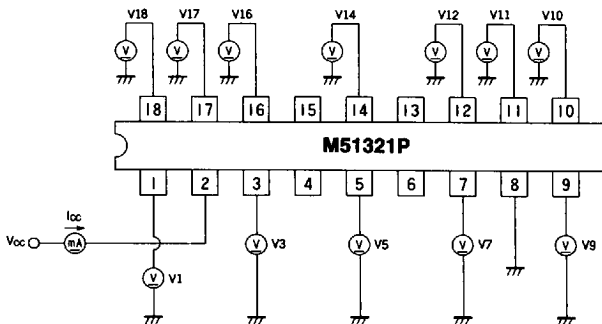 V18 V17 V16 V14 V12 V11 V10
V V V V V V V
18 17 16 15 14 13 12 11 10
M51321P
1 2 3 4 5 6 7 8 9
Icc
Vcc mA V V3 V V5 V V7 V V9
V V1